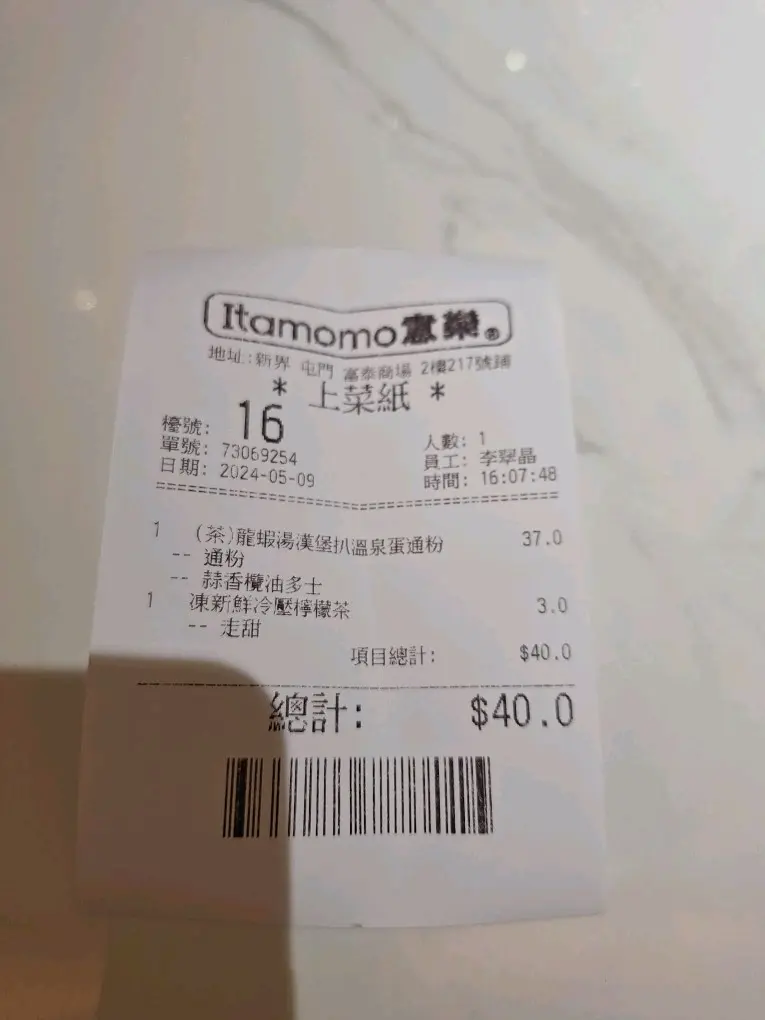 Itamomo意樂®
地址:新界 屯門 富泰商場 2樓217號鋪
* 上菜紙 *
檯號: 16
人數: 1
單號: 73069254
員工: 李翠晶
日期: 2024-05-09
時間: 16:07:48
1 (茶)龍蝦湯漢堡扒溫泉蛋通粉 37.0
-- 通粉
-- 蒜香欖油多士
1 凍新鮮冷壓檸檬茶 3.0
-- 走甜
項目總計: $40.0
總計: $40.0